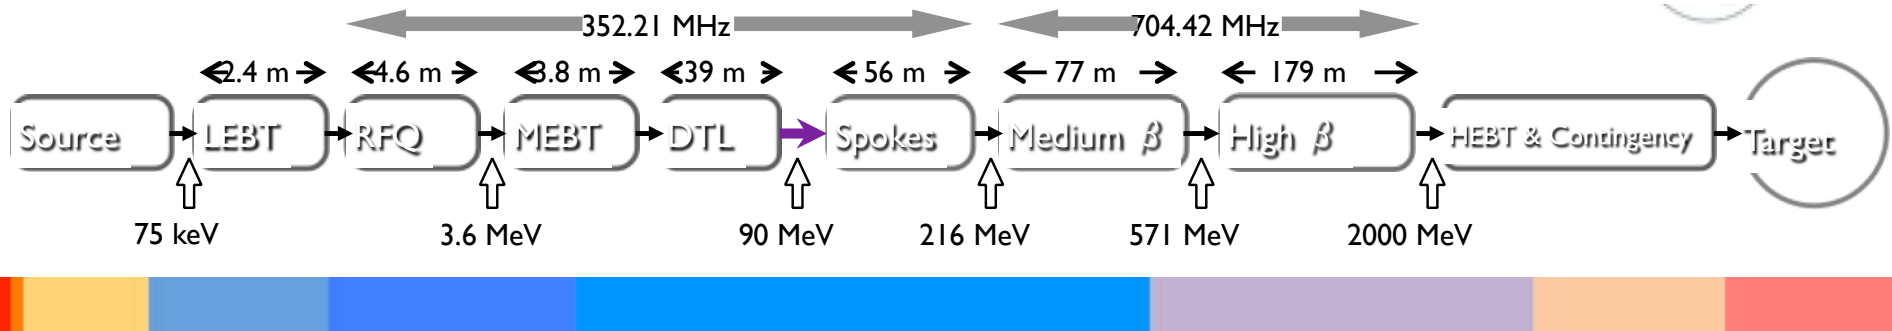 352.21 MHz 704.42 MHz
2.4 m 4.6 m 3.8 m 39 m 56 m 77 m 179 m
Source LEBT RFQ MEBT DTL Spokes Medium β High β HEBT & Contingency Target
75 keV 3.6 MeV 90 MeV 216 MeV 571 MeV 2000 MeV